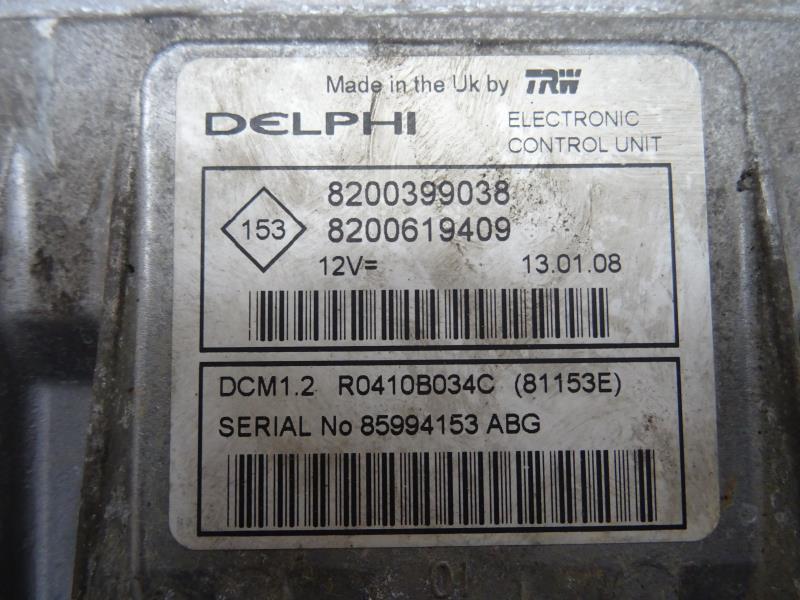 Made in the Uk by TRW
DELPHI
ELECTRONIC
CONTROL UNIT
8200399038
153
8200619409
12V= 13.01.08
DCM1.2 R0410B034C (81153E)
SERIAL No 85994153 ABG
01